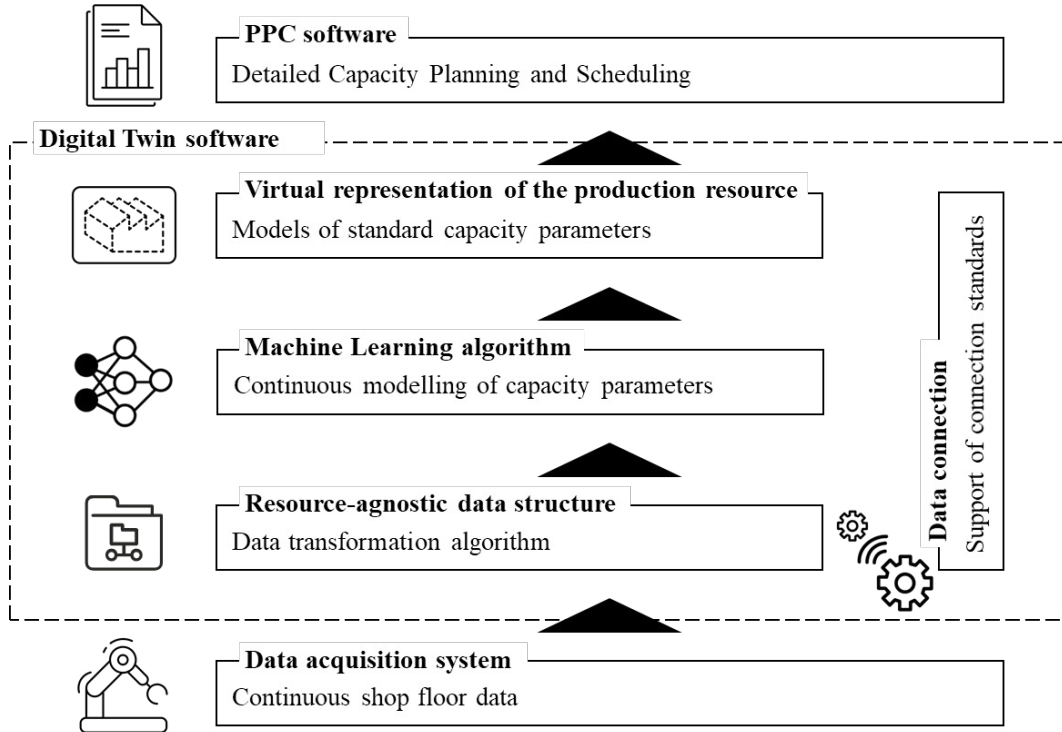 PPC software
Detailed Capacity Planning and Scheduling
Digital Twin software
Virtual representation of the production resource
Models of standard capacity parameters
Machine Learning algorithm
Continuous modelling of capacity parameters
Resource-agnostic data structure
Data transformation algorithm
Data connection
Support of connection standards
Data acquisition system
Continuous shop floor data